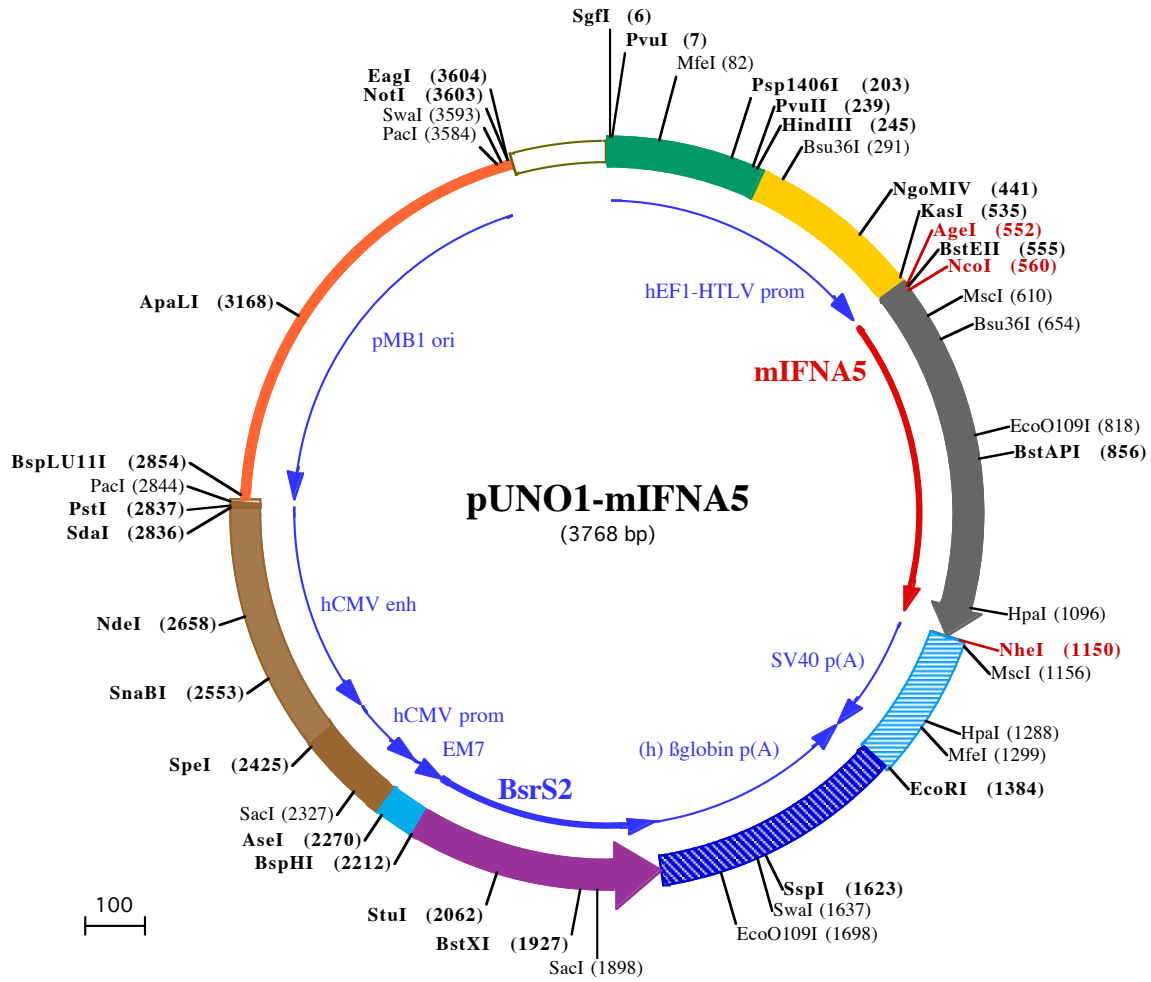 SgfI (6)
PvuI (7)
MfeI (82)
Psp1406I (203)
PvuII (239)
HindIII (245)
Bsu36I (291)
NgoMIV (441)
KasI (535)
AgeI (552)
BstEII (555)
NcoI (560)
MscI (610)
Bsu36I (654)
EcoO109I (818)
BstAPI (856)
HpaI (1096)
NheI (1150)
MscI (1156)
HpaI (1288)
MfeI (1299)
EcoRI (1384)
SspI (1623)
SwaI (1637)
EcoO109I (1698)
SacI (1898)
BstXI (1927)
StuI (2062)
BspHI (2212)
AseI (2270)
SacI (2327)
SpeI (2425)
SnaBI (2553)
NdeI (2658)
SdaI (2836)
PstI (2837)
PacI (2844)
BspLU11I (2854)
ApaLI (3168)
PacI (3584)
SwaI (3593)
NotI (3603)
EagI (3604)
hEF1-HTLV prom
mIFNA5
SV40 p(A)
(h) ßglobin p(A)
BsrS2
EM7
hCMV prom
hCMV enh
pMB1 ori
pUNO1-mIFNA5
(3768 bp)
100